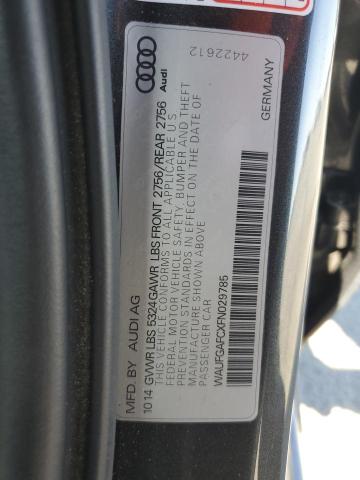 MFD. BY AUDI AG
10 14 GVWR LBS 5324 GAWR LBS FRONT 2756/REAR 2756
THIS VEHICLE CONFORMS TO ALL APPLICABLE U.S
FEDERAL MOTOR VEHICLE SAFETY, BUMPER AND THEFT
PREVENTION STANDARDS IN EFFECT ON THE DATE OF
MANUFACTURE SHOWN ABOVE
PASSENGER CAR
WAUFGAFCXFN029785
Audi
4422612
GERMANY